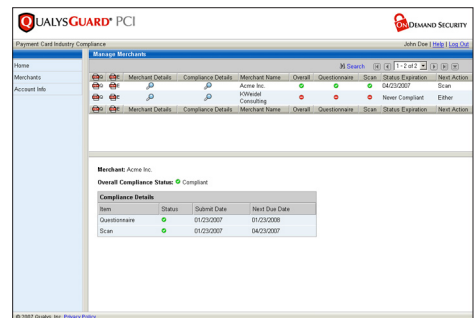 QUALYSGUARD® PCI
ON DEMAND SECURITY
Payment Card Industry Compliance
John Doe | Help | Log Out
Home
Merchants
Account Info
Manage Merchants
Search
1 - 2 of 2
Merchant Details Compliance Details Merchant Name Overall Questionnaire Scan Status Expiration Next Action
Acme Inc. 04/23/2007 Scan
KWeidel Consulting Never Compliant Either
Merchant Details Compliance Details Merchant Name Overall Questionnaire Scan Status Expiration Next Action
Merchant: Acme Inc.
Overall Compliance Status: Compliant
Compliance Details
Item Status Submit Date Next Due Date
Questionnaire 01/23/2007 01/23/2008
Scan 01/23/2007 04/23/2007
© 2007 Qualys, Inc. Privacy Policy